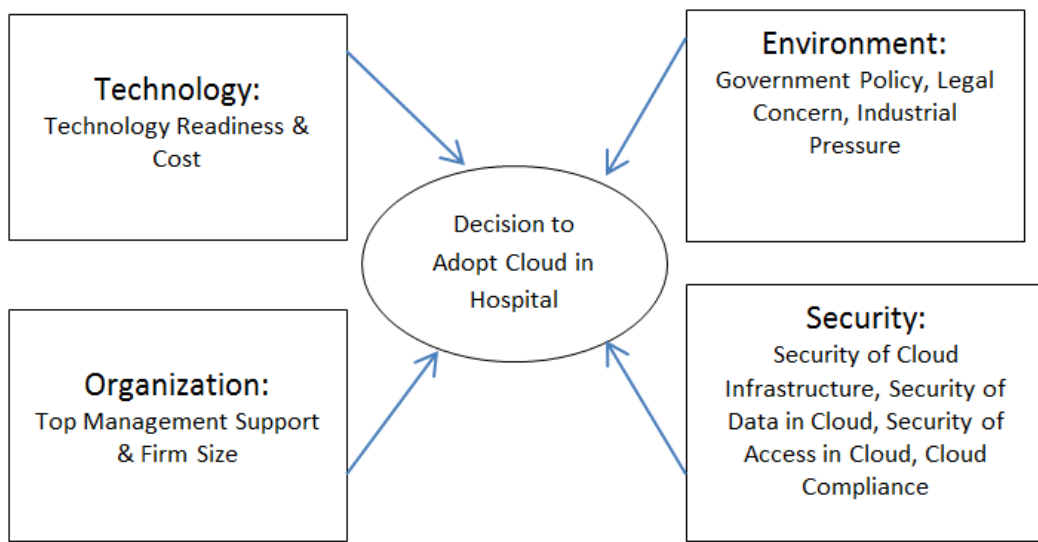 Technology:
Technology Readiness &
Cost
Environment:
Government Policy, Legal
Concern, Industrial
Pressure
Decision to
Adopt Cloud in
Hospital
Organization:
Top Management Support
& Firm Size
Security:
Security of Cloud
Infrastructure, Security of
Data in Cloud, Security of
Access in Cloud, Cloud
Compliance